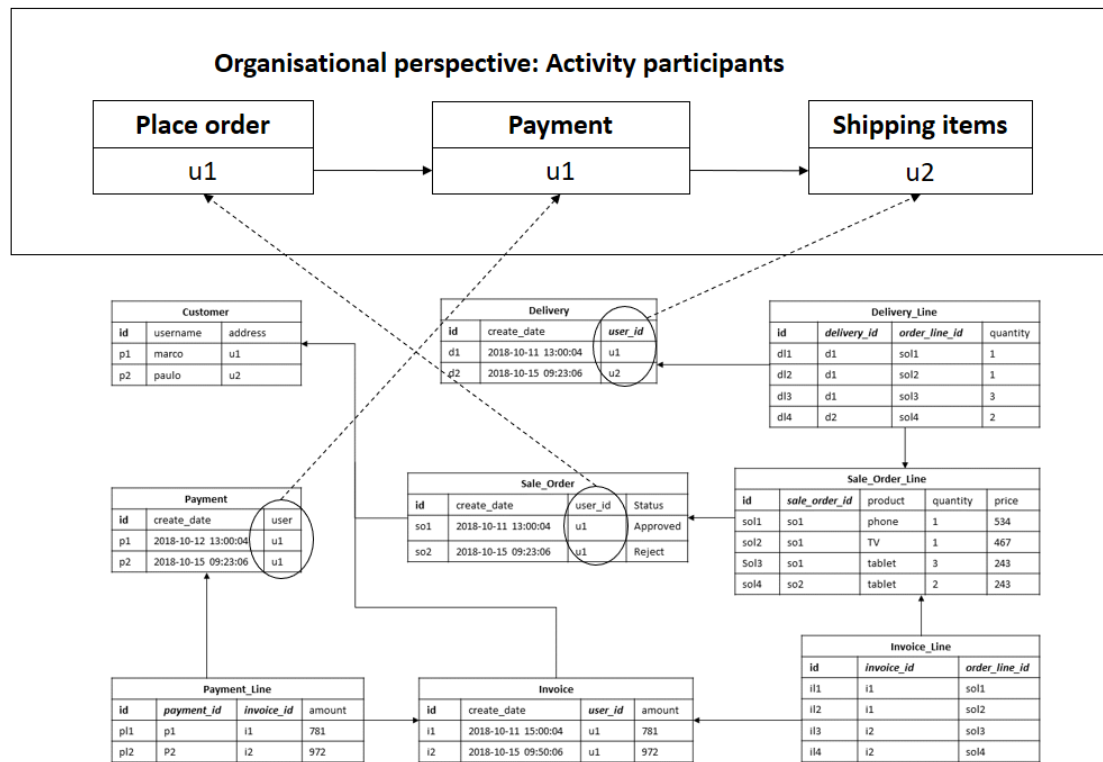 Organisational perspective: Activity participants
Place order
u1
Payment
u1
Shipping items
u2
Customer
id username address
p1 marco u1
p2 paulo u2
Delivery
id create_date user_id
d1 2018-10-11 13:00:04 u1
d2 2018-10-15 09:23:06 u2
Delivery_Line
id delivery_id order_line_id quantity
dl1 d1 sol1 1
dl2 d1 sol2 1
dl3 d1 sol3 3
dl4 d2 sol4 2
Payment
id create_date user
p1 2018-10-12 13:00:04 u1
p2 2018-10-15 09:23:06 u1
Sale_Order
id create_date user_id Status
so1 2018-10-11 13:00:04 u1 Approved
so2 2018-10-15 09:23:06 u1 Reject
Sale_Order_Line
id sale_order_id product quantity price
sol1 so1 phone 1 534
sol2 so1 TV 1 467
Sol3 so1 tablet 3 243
sol4 so2 tablet 2 243
Payment_Line
id payment_id invoice_id amount
pl1 p1 i1 781
pl2 P2 i2 972
Invoice
id create_date user_id amount
i1 2018-10-11 15:00:04 u1 781
i2 2018-10-15 09:50:06 u1 972
Invoice_Line
id invoice_id order_line_id
il1 i1 sol1
il2 i1 sol2
il3 i2 sol3
il4 i2 sol4